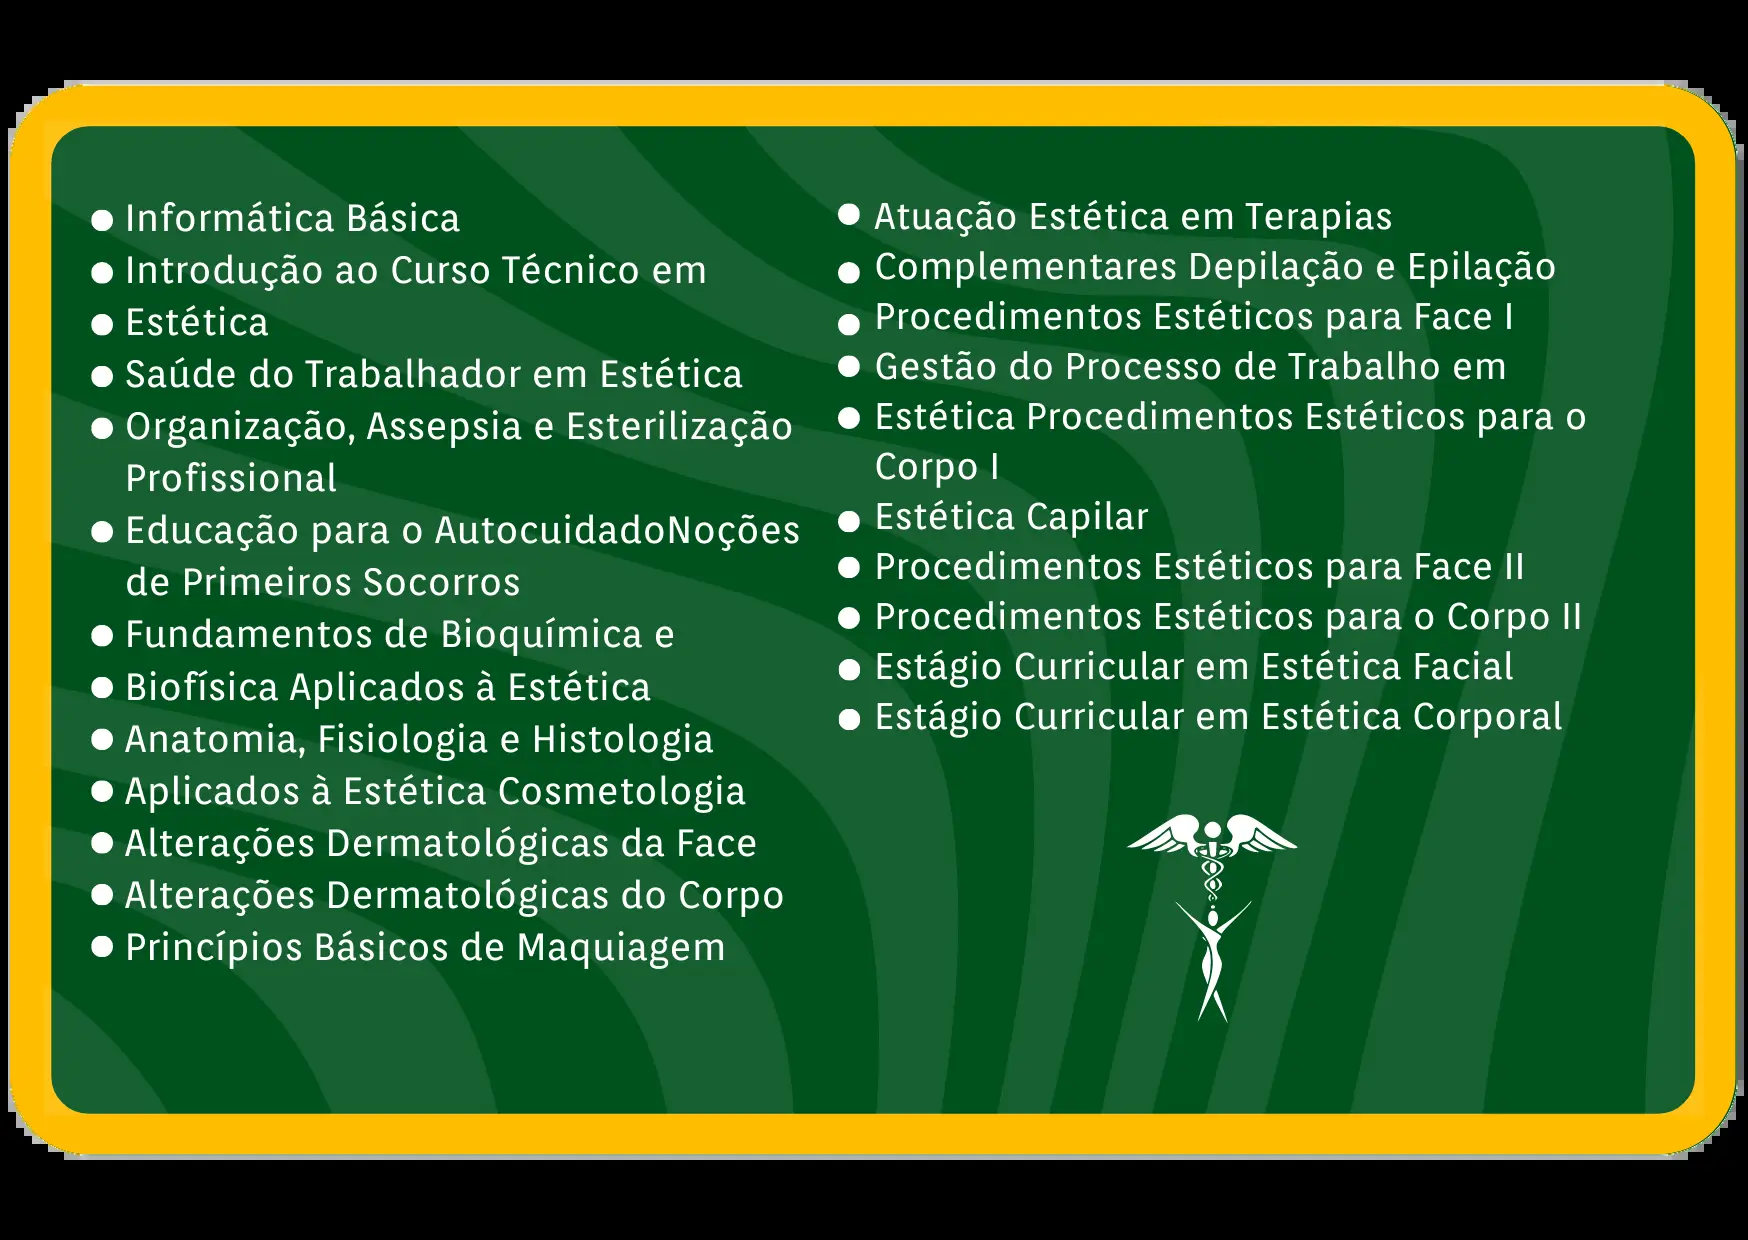 Informática Básica
Introdução ao Curso Técnico em
Estética
Saúde do Trabalhador em Estética
Organização, Assepsia e Esterilização
Profissional
Educação para o AutocuidadoNoções
de Primeiros Socorros
Fundamentos de Bioquímica e
Biofísica Aplicados à Estética
Anatomia, Fisiologia e Histologia
Aplicados à Estética Cosmetologia
Alterações Dermatológicas da Face
Alterações Dermatológicas do Corpo
Princípios Básicos de Maquiagem
Atuação Estética em Terapias
Complementares Depilação e Epilação
Procedimentos Estéticos para Face I
Gestão do Processo de Trabalho em
Estética Procedimentos Estéticos para o
Corpo I
Estética Capilar
Procedimentos Estéticos para Face II
Procedimentos Estéticos para o Corpo II
Estágio Curricular em Estética Facial
Estágio Curricular em Estética Corporal